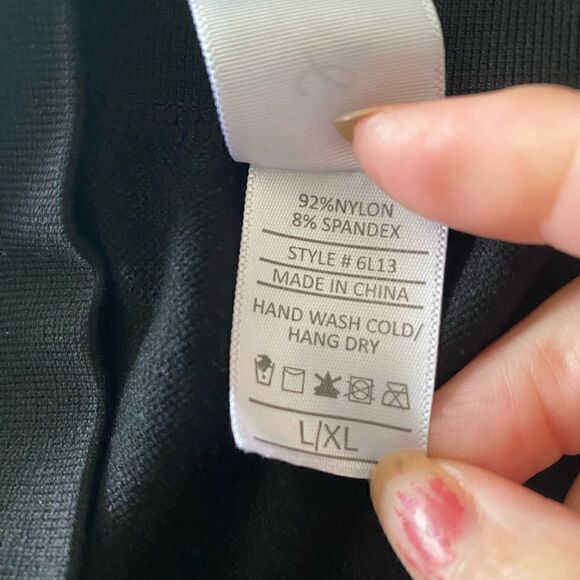 92%NYLON
8% SPANDEX
STYLE # 6L13
MADE IN CHINA
HAND WASH COLD/
HANG DRY
L/XL